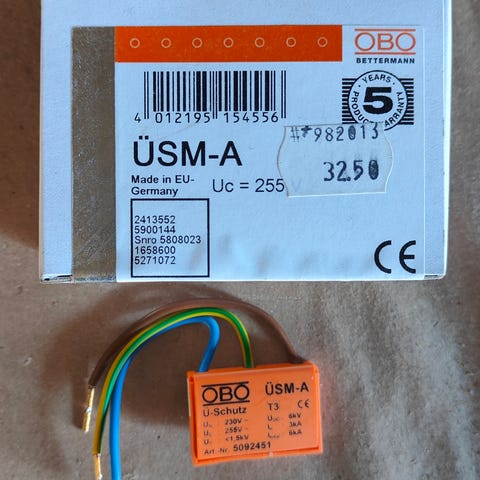 OBO
BETTERMANN
5 YEARS
PRODUCT WARRANTY
4 012195 154556
#*982013
32.50
ÜSM-A
Made in EU-
Germany
Uc = 255 V
2413552
5900144
Snro 5808023
1658600
5271072
CE
OBO ÜSM-A
Ü-Schutz T3 CE
230V~ 6kV
255V~ 3kA
<1,5kV 6kA
Art.-Nr. 5092451